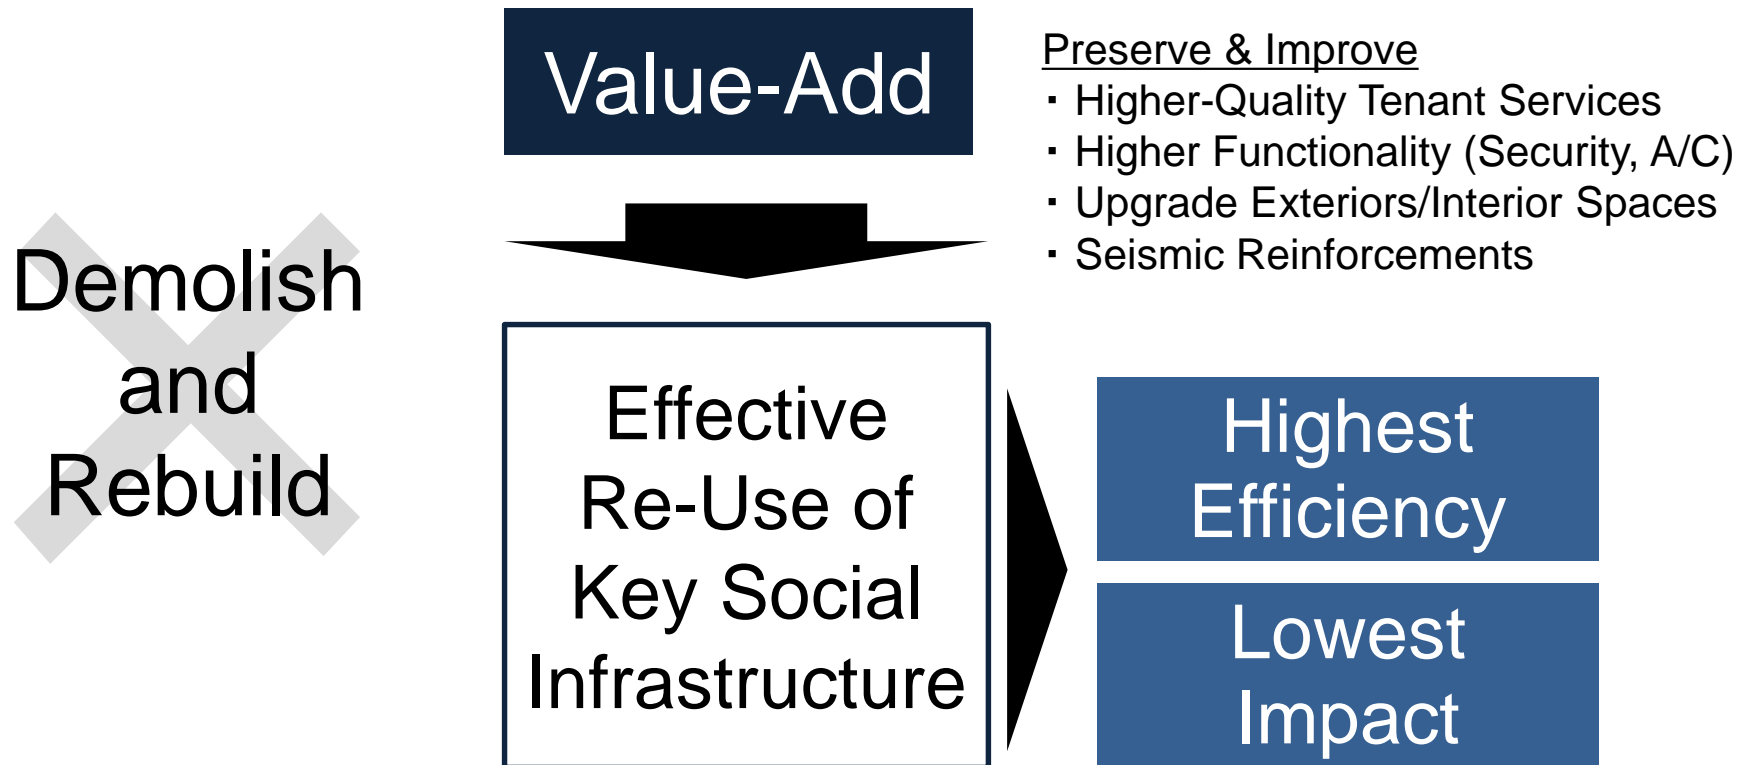 Value-Add
Preserve & Improve
・Higher-Quality Tenant Services
・Higher Functionality (Security, A/C)
・Upgrade Exteriors/Interior Spaces
・Seismic Reinforcements
Demolish
and
Rebuild
Effective
Re-Use of
Key Social
Infrastructure
Highest
Efficiency
Lowest
Impact